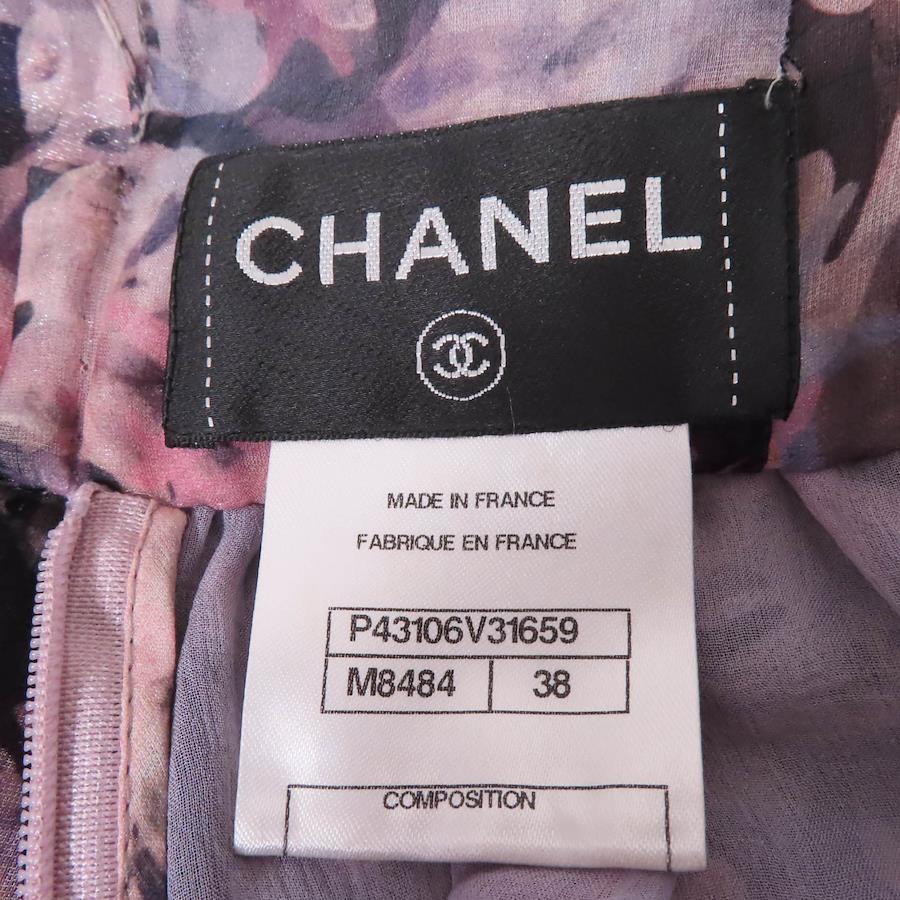 CHANEL
MADE IN FRANCE
FABRIQUE EN FRANCE
P43106V31659
M8484 38
COMPOSITION